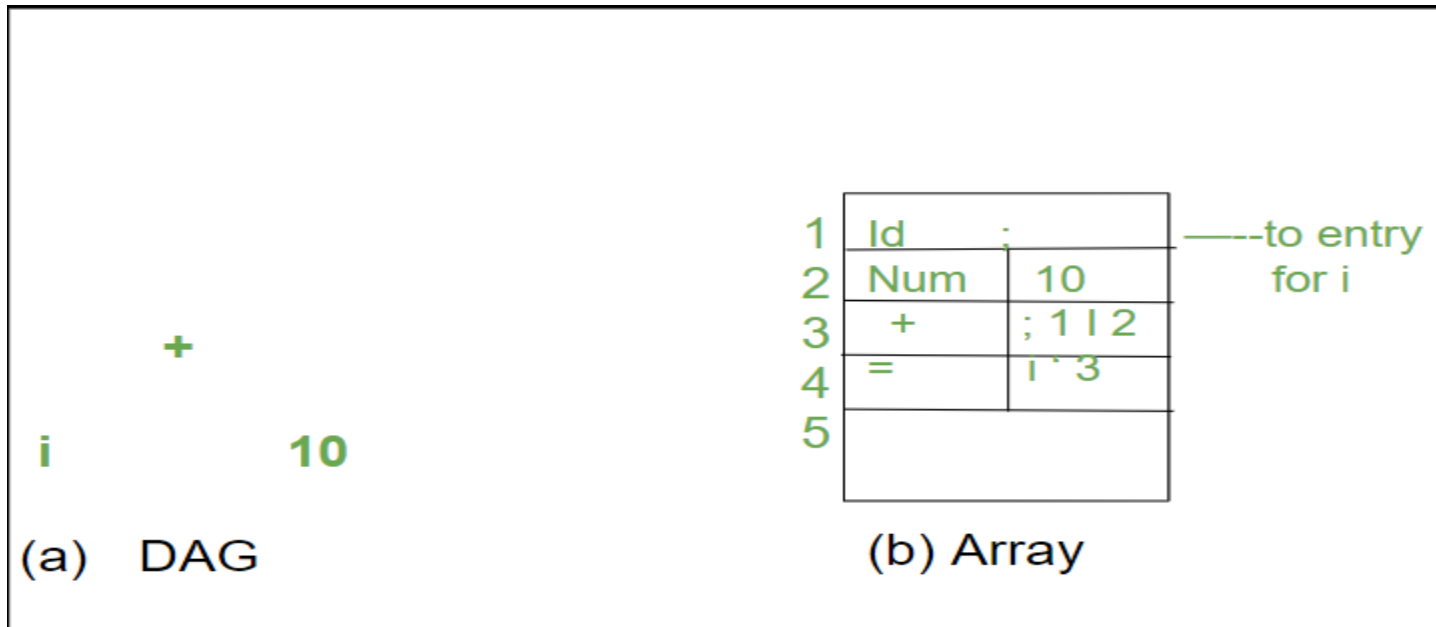 +
i 10
(a) DAG
1 Id ; —--to entry
2 Num 10 for i
3 + ; 1 I 2
4 = i ‘ 3
5
(b) Array